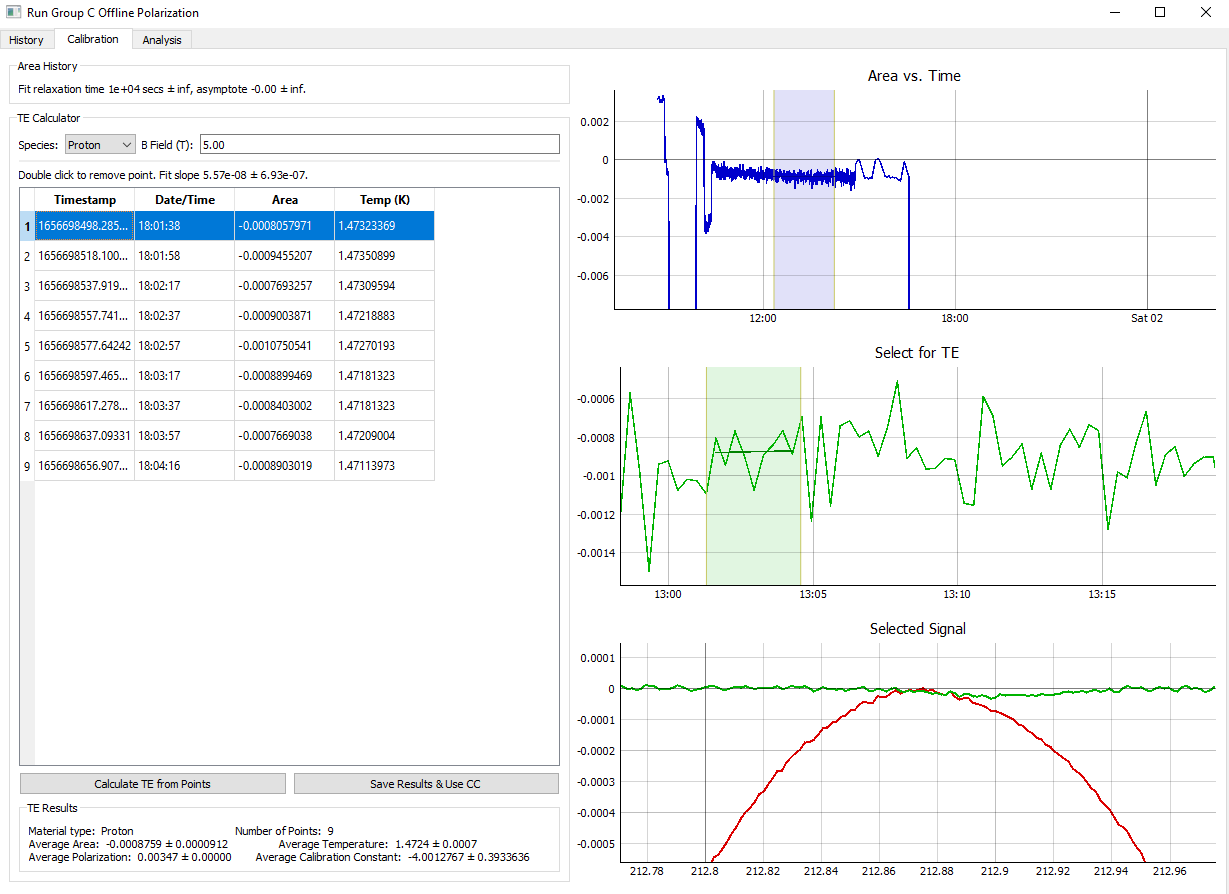 Run Group C Offline Polarization
History Calibration Analysis
Area History
Fit relaxation time 1e+04 secs ± inf, asymptote -0.00 ± inf.
TE Calculator
Species: Proton B Field (T): 5.00
Double click to remove point. Fit slope 5.57e-08 ± 6.93e-07.
Timestamp Date/Time Area Temp (K)
1 1656698498.285... 18:01:38 -0.0008057971 1.47323369
2 1656698518.100... 18:01:58 -0.0009455207 1.47350899
3 1656698537.919... 18:02:17 -0.0007693257 1.47309594
4 1656698557.741... 18:02:37 -0.0009003871 1.47218883
5 1656698577.64242 18:02:57 -0.0010750541 1.47270193
6 1656698597.465... 18:03:17 -0.0008899469 1.47181323
7 1656698617.278... 18:03:37 -0.0008403002 1.47181323
8 1656698637.09331 18:03:57 -0.0007669038 1.47209004
9 1656698656.907... 18:04:16 -0.0008903019 1.47113973
Calculate TE from Points Save Results & Use CC
TE Results
Material type: Proton Number of Points: 9
Average Area: -0.0008759 ± 0.0000912 Average Temperature: 1.4724 ± 0.0007
Average Polarization: 0.00347 ± 0.00000 Average Calibration Constant: -4.0012767 ± 0.3933636
Area vs. Time
0.002
0
-0.002
-0.004
-0.006
12:00 18:00 Sat 02
Select for TE
-0.0006
-0.0008
-0.001
-0.0012
-0.0014
13:00 13:05 13:10 13:15
Selected Signal
0.0001
0
-0.0001
-0.0002
-0.0003
-0.0004
-0.0005
212.78 212.8 212.82 212.84 212.86 212.88 212.9 212.92 212.94 212.96